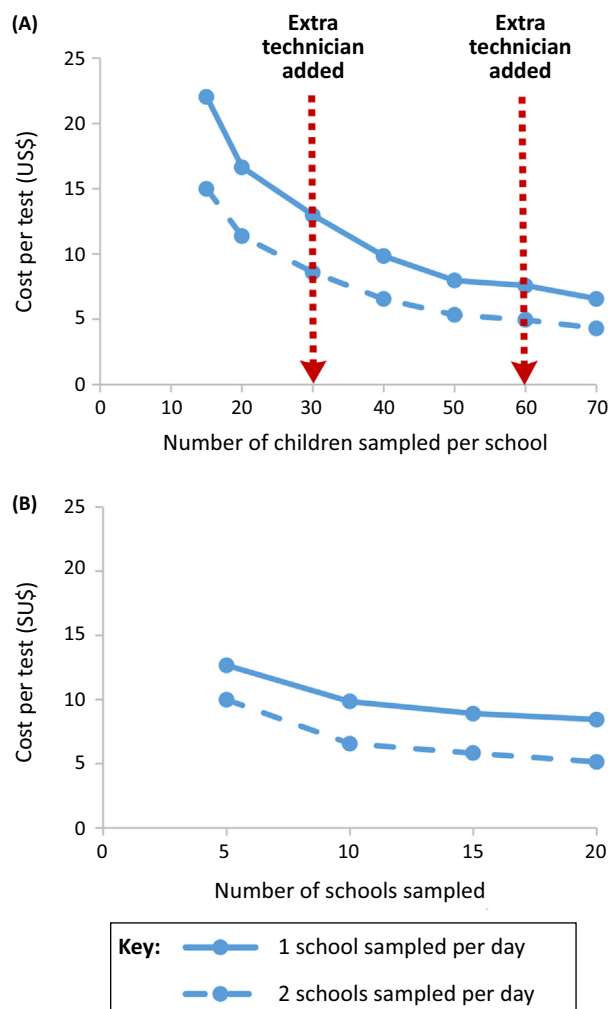 (A)
Extra technician added
Extra technician added
Cost per test (US$)
25
20
15
10
5
0
0 10 20 30 40 50 60 70
Number of children sampled per school
(B)
Cost per test (SU$)
25
20
15
10
5
0
0 5 10 15 20
Number of schools sampled
Key: 1 school sampled per day
2 schools sampled per day